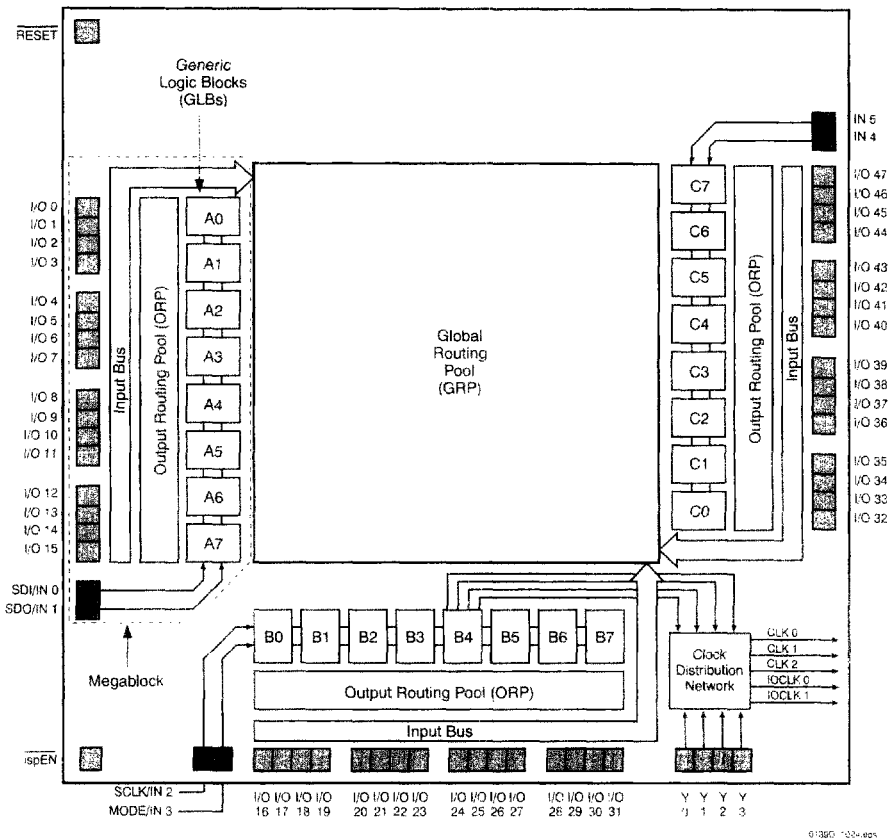 RESET
Generic
Logic Blocks
(GLBs)
IN 5
IN 4
I/O 0
I/O 1
I/O 2
I/O 3
I/O 4
I/O 5
I/O 6
I/O 7
I/O 8
I/O 9
I/O 10
I/O 11
I/O 12
I/O 13
I/O 14
I/O 15
SDI/IN 0
SDO/IN 1
Megablock
Input Bus
Output Routing Pool (ORP)
A0
A1
A2
A3
A4
A5
A6
A7
Global
Routing
Pool
(GRP)
C7
C6
C5
C4
C3
C2
C1
C0
Output Routing Pool (ORP)
Input Bus
I/O 47
I/O 46
I/O 45
I/O 44
I/O 43
I/O 42
I/O 41
I/O 40
I/O 39
I/O 38
I/O 37
I/O 36
I/O 35
I/O 34
I/O 33
I/O 32
B0 B1 B2 B3 B4 B5 B6 B7
Output Routing Pool (ORP)
Input Bus
Clock
Distribution
Network
CLK 0
CLK 1
CLK 2
IOCLK 0
IOCLK 1
ispEN
SCLK/IN 2
MODE/IN 3
I/O I/O I/O I/O I/O I/O I/O I/O I/O I/O I/O I/O I/O I/O I/O I/O Y Y Y Y
16 17 18 19 20 21 22 23 24 25 26 27 28 29 30 31 0 1 2 3